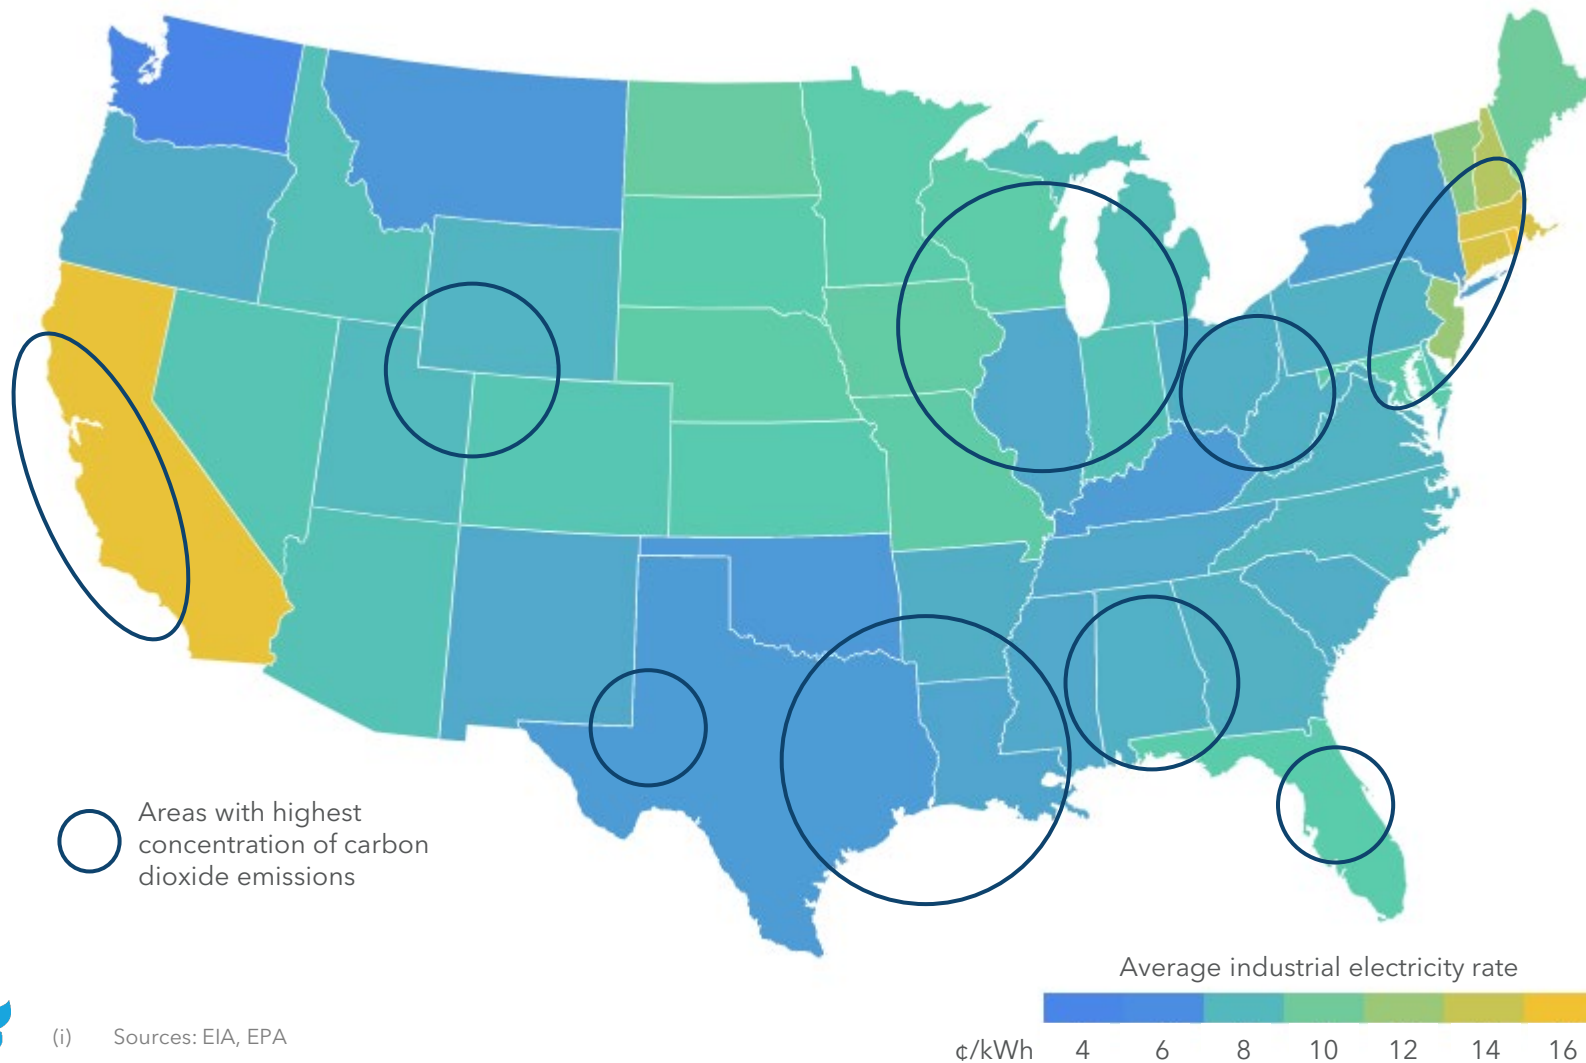 Areas with highest
concentration of carbon
dioxide emissions
Average industrial electricity rate
¢/kWh 4 6 8 10 12 14 16
(i) Sources: EIA, EPA